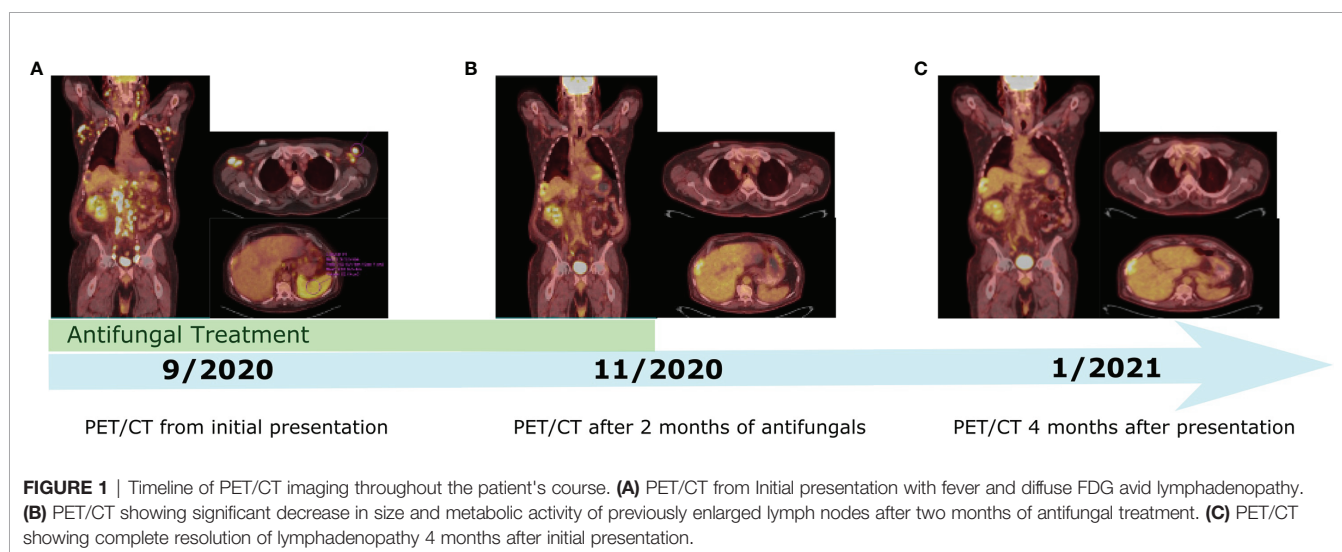 A
B
C
Antifungal Treatment
9/2020
11/2020
1/2021
PET/CT from initial presentation
PET/CT after 2 months of antifungals
PET/CT 4 months after presentation
FIGURE 1 | Timeline of PET/CT imaging throughout the patient's course. (A) PET/CT from Initial presentation with fever and diffuse FDG avid lymphadenopathy.
(B) PET/CT showing significant decrease in size and metabolic activity of previously enlarged lymph nodes after two months of antifungal treatment. (C) PET/CT
showing complete resolution of lymphadenopathy 4 months after initial presentation.